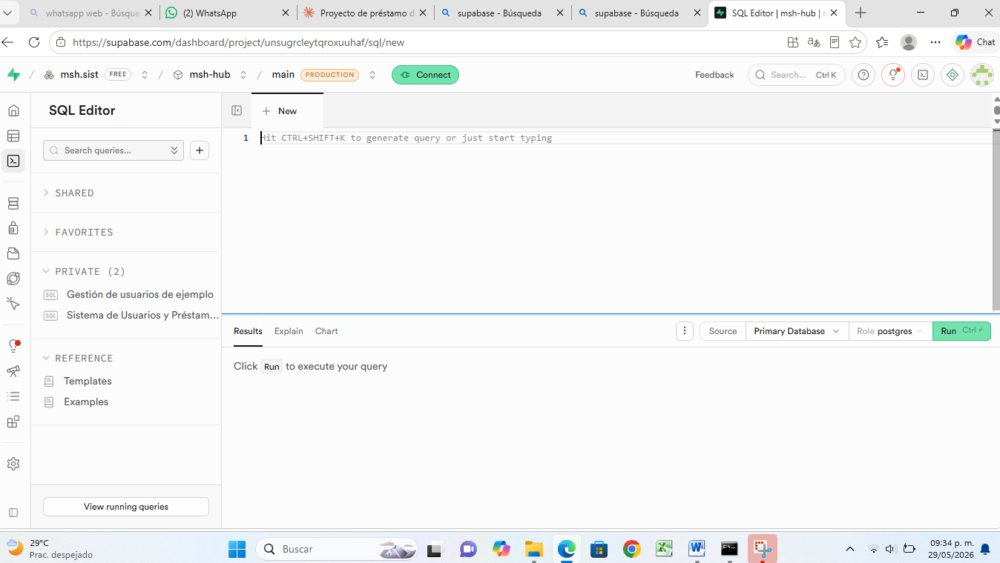 whatsapp web - Búsque
(2) WhatsApp
Proyecto de préstamo d
supabase - Búsqueda
supabase - Búsqueda
SQL Editor | msh-hub | m
https://supabase.com/dashboard/project/unsugrcleytqroxuuhaf/sql/new
Chat
msh.sist FREE
msh-hub
main PRODUCTION
Connect
Feedback
Search... Ctrl K
SQL Editor
New
1 Hit CTRL+SHIFT+K to generate query or just start typing
Search queries...
SHARED
FAVORITES
PRIVATE (2)
SQL Gestión de usuarios de ejemplo
SQL Sistema de Usuarios y Préstam...
Results Explain Chart
Source Primary Database Role postgres Run Ctrl
REFERENCE
Click Run to execute your query
Templates
Examples
View running queries
29°C
Prac. despejado
Buscar
09:34 p. m.
29/05/2026